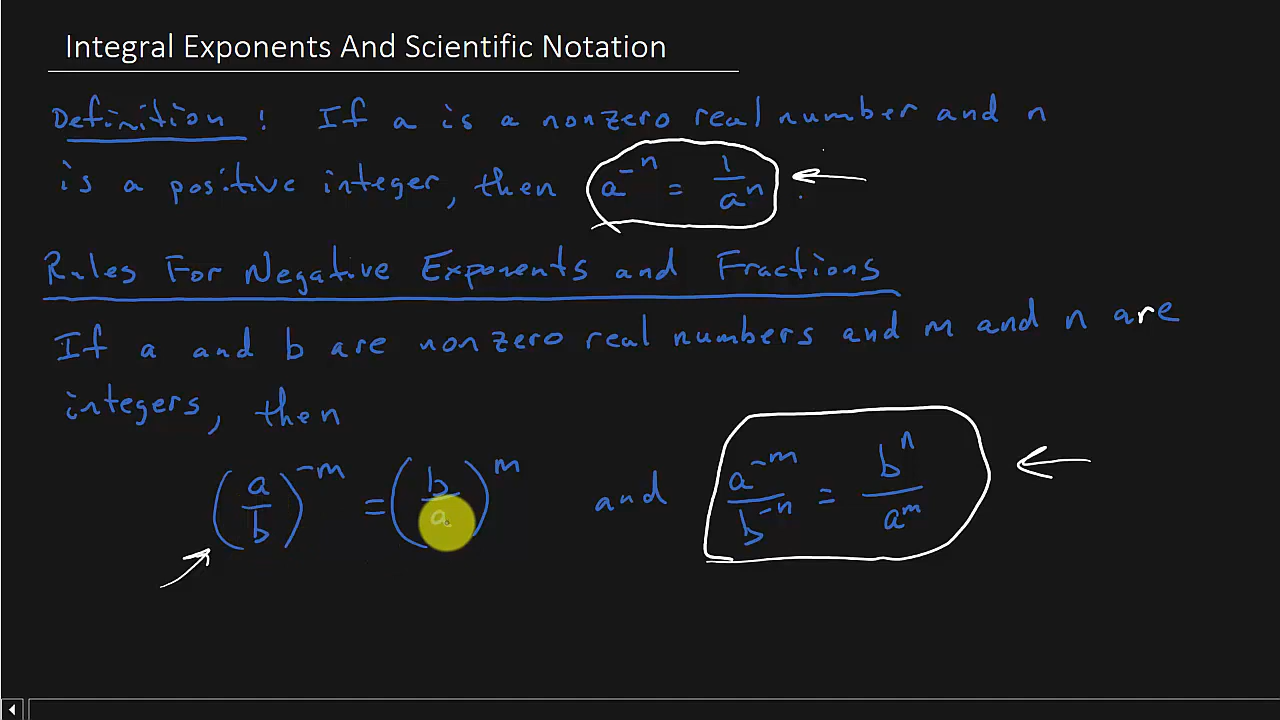 Integral Exponents And Scientific Notation
Definition : If a is a nonzero real number and n
is a positive integer, then a^-n = 1/a^n .
Rules For Negative Exponents and Fractions
If a and b are nonzero real numbers and m and n are
integers, then
(a/b)^-m = (b/a)^m and a^-m/b^-n = b^n/a^m